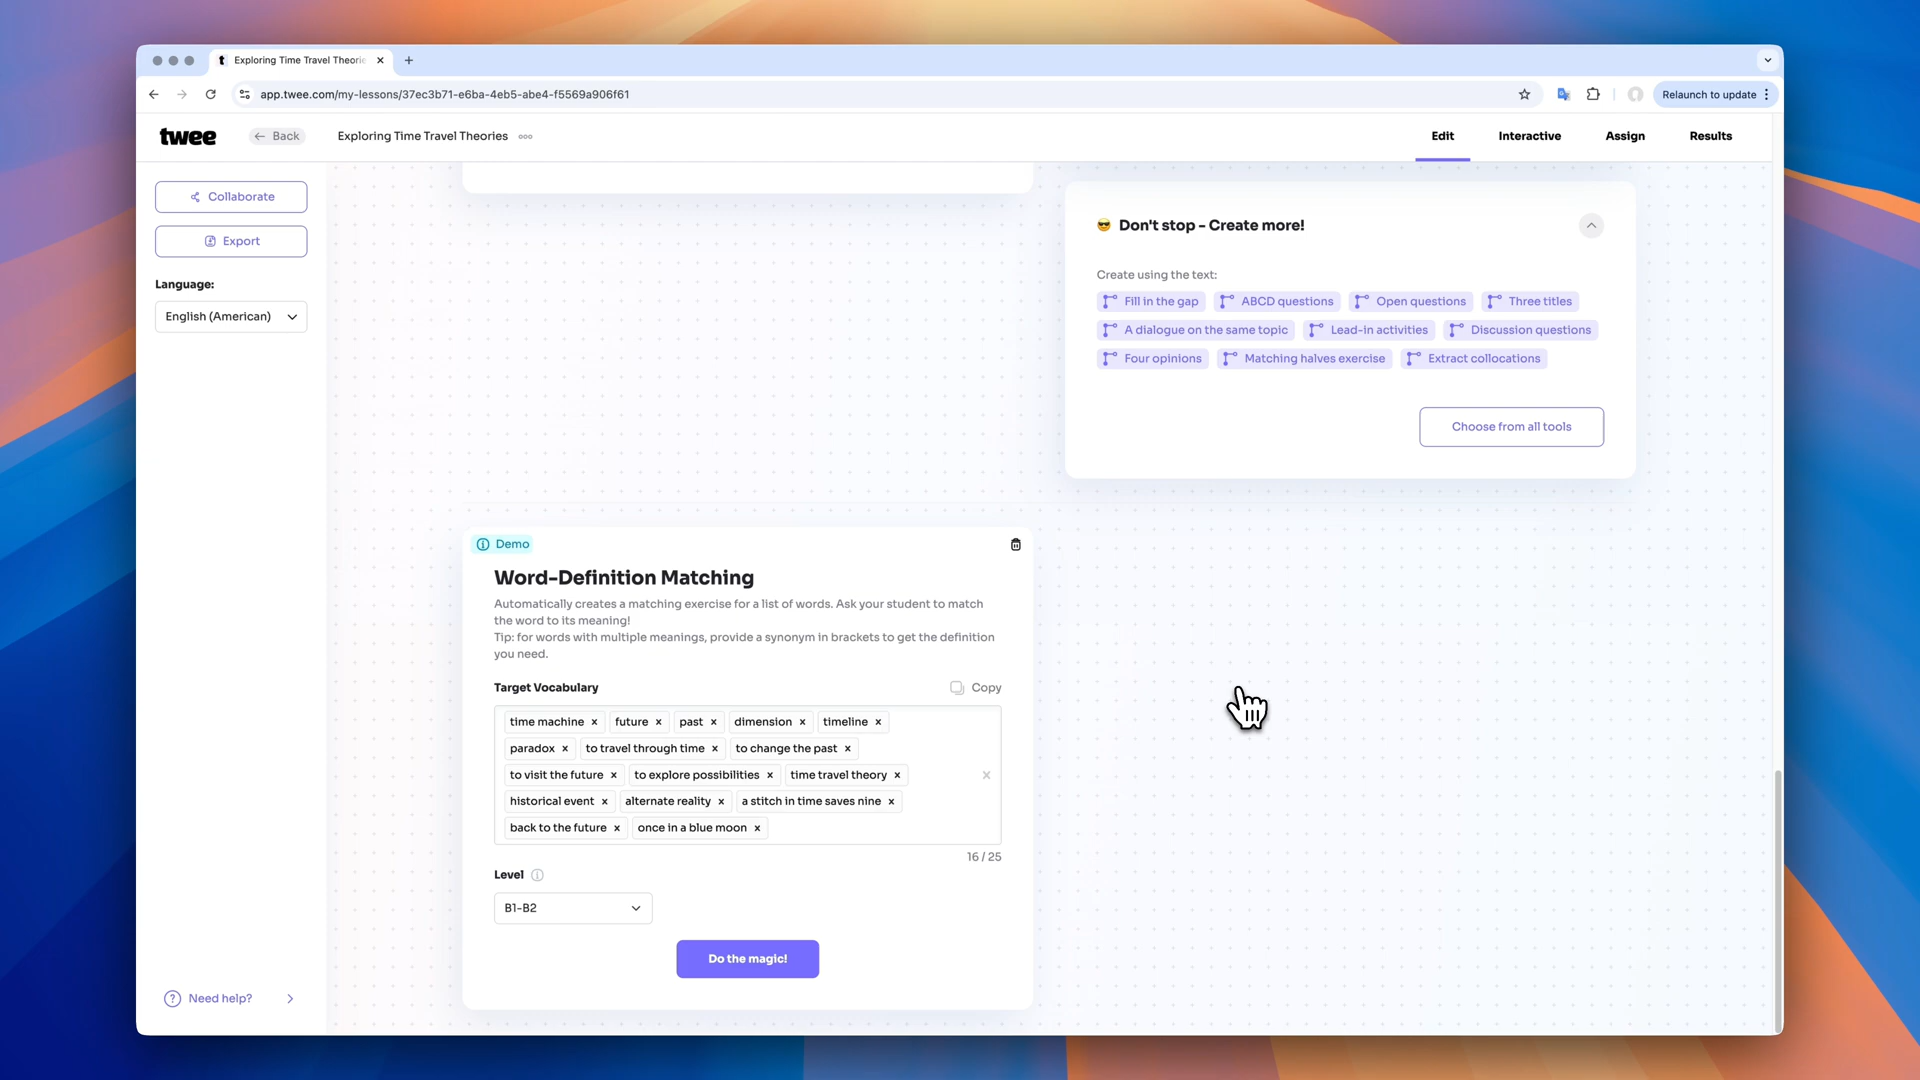 Exploring Time Travel Theorie
app.twee.com/my-lessons/37ec3b71-e6ba-4eb5-abe4-f5569a906f61
Relaunch to update
twee
Back
Exploring Time Travel Theories
Edit
Interactive
Assign
Results
Collaborate
Export
Language:
English (American)
😎 Don't stop - Create more!
Create using the text:
Fill in the gap
ABCD questions
Open questions
Three titles
A dialogue on the same topic
Lead-in activities
Discussion questions
Four opinions
Matching halves exercise
Extract collocations
Choose from all tools
Demo
Word-Definition Matching
Automatically creates a matching exercise for a list of words. Ask your student to match
the word to its meaning!
Tip: for words with multiple meanings, provide a synonym in brackets to get the definition
you need.
Target Vocabulary
Copy
time machine × future × past × dimension × timeline ×
paradox × to travel through time × to change the past ×
to visit the future × to explore possibilities × time travel theory ×
historical event × alternate reality × a stitch in time saves nine ×
back to the future × once in a blue moon ×
16 / 25
Level
B1-B2
Do the magic!
Need help?